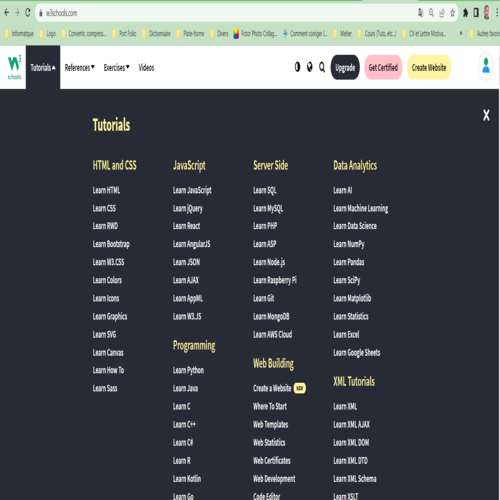 w3schools.com
Informatique Logo Convertir, compress... Port Folio Dictionnaire Plate-forme Divers Fotor Photo Collag... Comment corriger l... Metier Cours (Tuto, etc...) CV et Lettre Motiva... » Autres favoris
W3 schools Tutorials References Exercises Videos Upgrade Get Certified Create Website
Tutorials
HTML and CSS
Learn HTML
Learn CSS
Learn RWD
Learn Bootstrap
Learn W3.CSS
Learn Colors
Learn Icons
Learn Graphics
Learn SVG
Learn Canvas
Learn How To
Learn Sass
JavaScript
Learn JavaScript
Learn jQuery
Learn React
Learn AngularJS
Learn JSON
Learn AJAX
Learn AppML
Learn W3.JS
Programming
Learn Python
Learn Java
Learn C
Learn C++
Learn C#
Learn R
Learn Kotlin
Learn Go
Server Side
Learn SQL
Learn MySQL
Learn PHP
Learn ASP
Learn Node.js
Learn Raspberry Pi
Learn Git
Learn MongoDB
Learn AWS Cloud
Web Building
Create a Website NEW
Where To Start
Web Templates
Web Statistics
Web Certificates
Web Development
Code Editor
Data Analytics
Learn AI
Learn Machine Learning
Learn Data Science
Learn NumPy
Learn Pandas
Learn SciPy
Learn Matplotlib
Learn Statistics
Learn Excel
Learn Google Sheets
XML Tutorials
Learn XML
Learn XML AJAX
Learn XML DOM
Learn XML DTD
Learn XML Schema
Learn XSLT